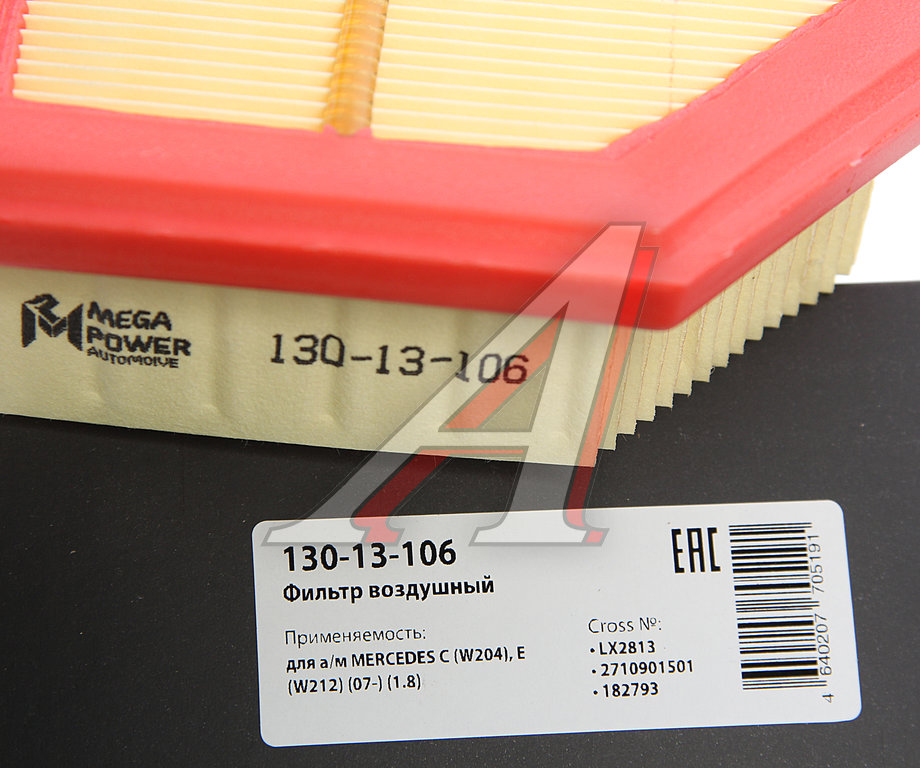 MEGA
POWER
AUTOMOIVE
130-13-106
130-13-106
Фильтр воздушный
Применяемость:
для а/м MERCEDES C (W204), E
(W212) (07-) (1.8)
EAC
Cross №:
• LX2813
• 2710901501
• 182793
4 640207 705191